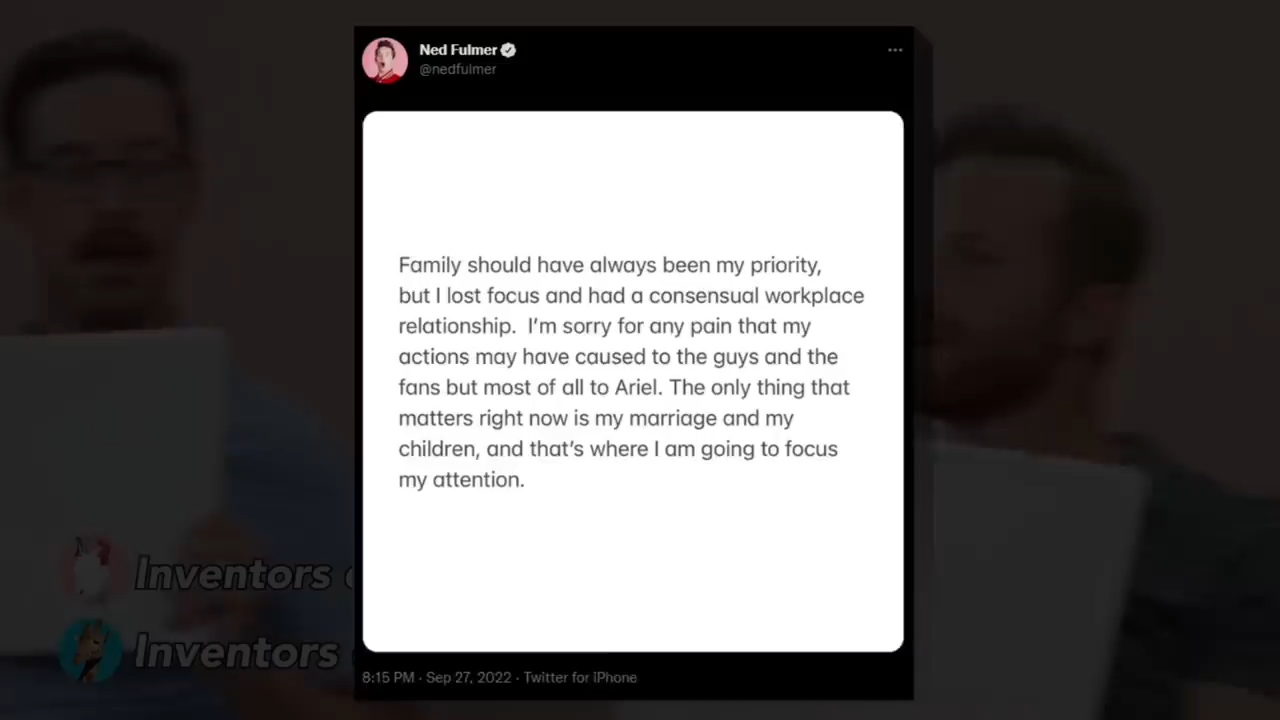 Ned Fulmer
@nedfulmer
Family should have always been my priority,
but I lost focus and had a consensual workplace
relationship.  I'm sorry for any pain that my
actions may have caused to the guys and the
fans but most of all to Ariel. The only thing that
matters right now is my marriage and my
children, and that's where I am going to focus
my attention.
Inventors
Inventors
8:15 PM · Sep 27, 2022 · Twitter for iPhone